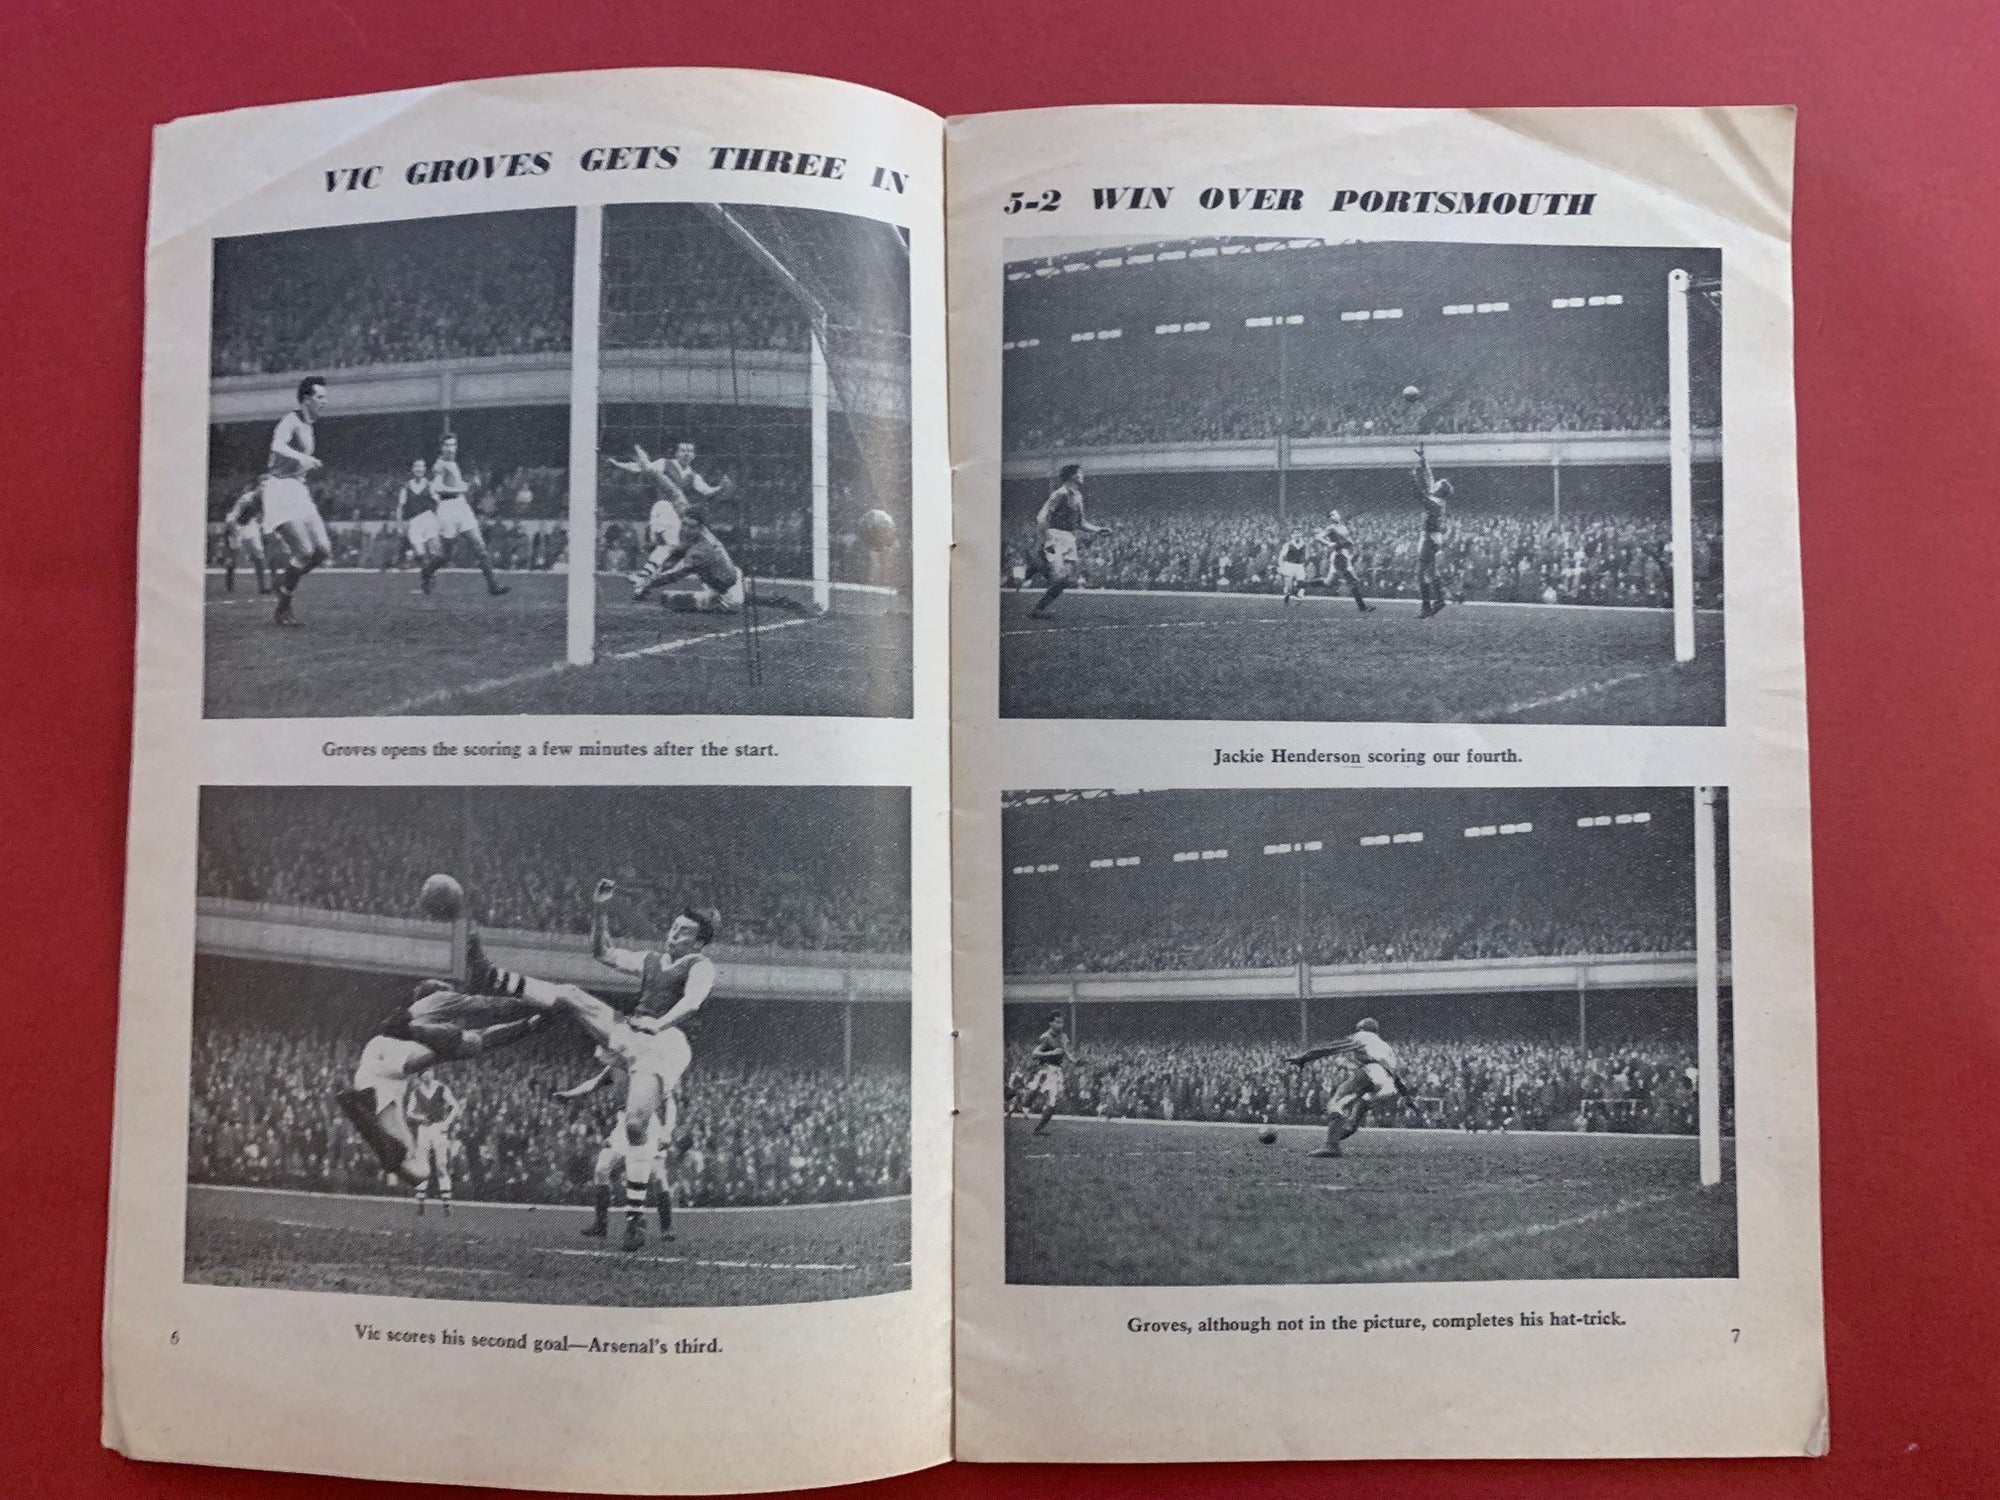 VIC GROVES GETS THREE IN
Groves opens the scoring a few minutes after the start.
Vic scores his second goal—Arsenal's third.
6
5-2 WIN OVER PORTSMOUTH
Jackie Henderson scoring our fourth.
Groves, although not in the picture, completes his hat-trick.
7